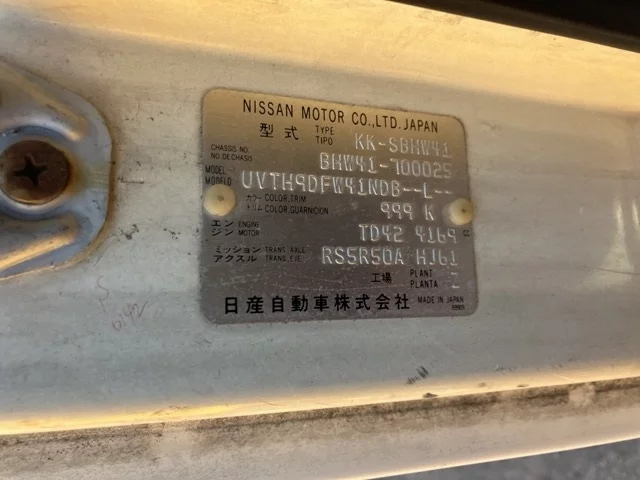 NISSAN MOTOR CO.,LTD. JAPAN
型式 TYPE TIPO KK-SBHW41
CHASSIS NO. NO DE CHASIS BHW41-700025
MODEL MODELO UVTH9DFW41NDB--L--
カラー トリム COLOR, TRIM COLOR, GUARNICION 999 K
エンジン ENGINE MOTOR TD42 4169 cc
ミッション アクスル TRANS. AXLE TRANS. EJE RS5R50A HJ61
工場 PLANT PLANTA Z
日産自動車株式会社 MADE IN JAPAN